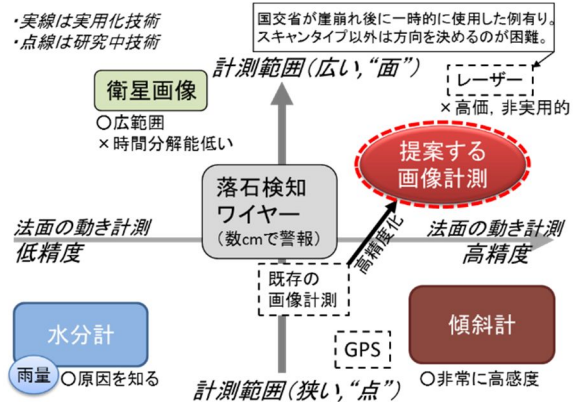 ・実線は実用化技術
・点線は研究中技術
国交省が崖崩れ後に一時的に使用した例有り。
スキャンタイプ以外は方向を決めるのが困難。
計測範囲(広い,“面”)
レーザー
×高価，非実用的
衛星画像
○広範囲
×時間分解能低い
提案する
画像計測
落石検知
ワイヤー
(数cmで警報)
法面の動き計測
低精度
法面の動き計測
高精度
高精度化
既存の
画像計測
水分計
雨量
○原因を知る
GPS
傾斜計
○非常に高感度
計測範囲(狭い,“点”)